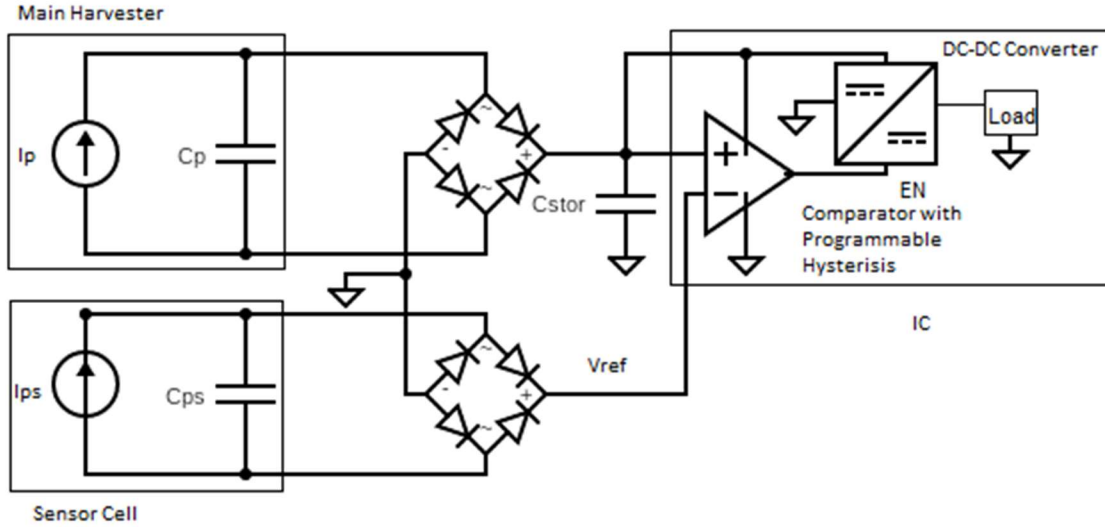 Main Harvester
DC-DC Converter
Ip
Cp
~
- +
~
Cstor
+
−
Load
EN
Comparator with
Programmable
Hysterisis
IC
Ips
Cps
~
- +
~
Vref
Sensor Cell